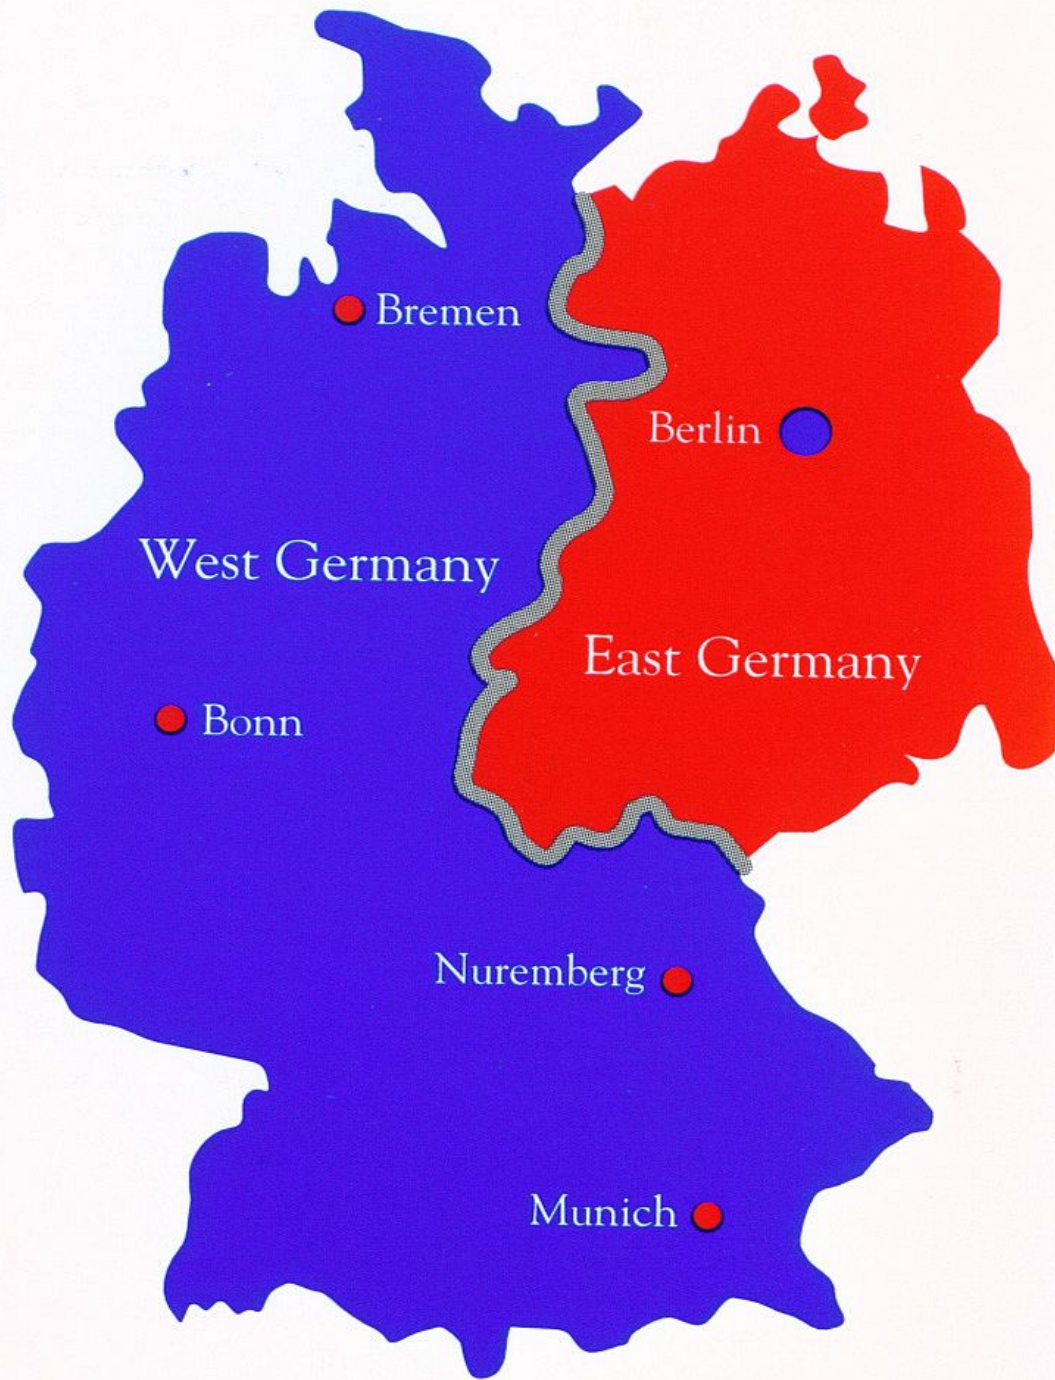 Bremen
Berlin
West Germany
East Germany
Bonn
Nuremberg
Munich